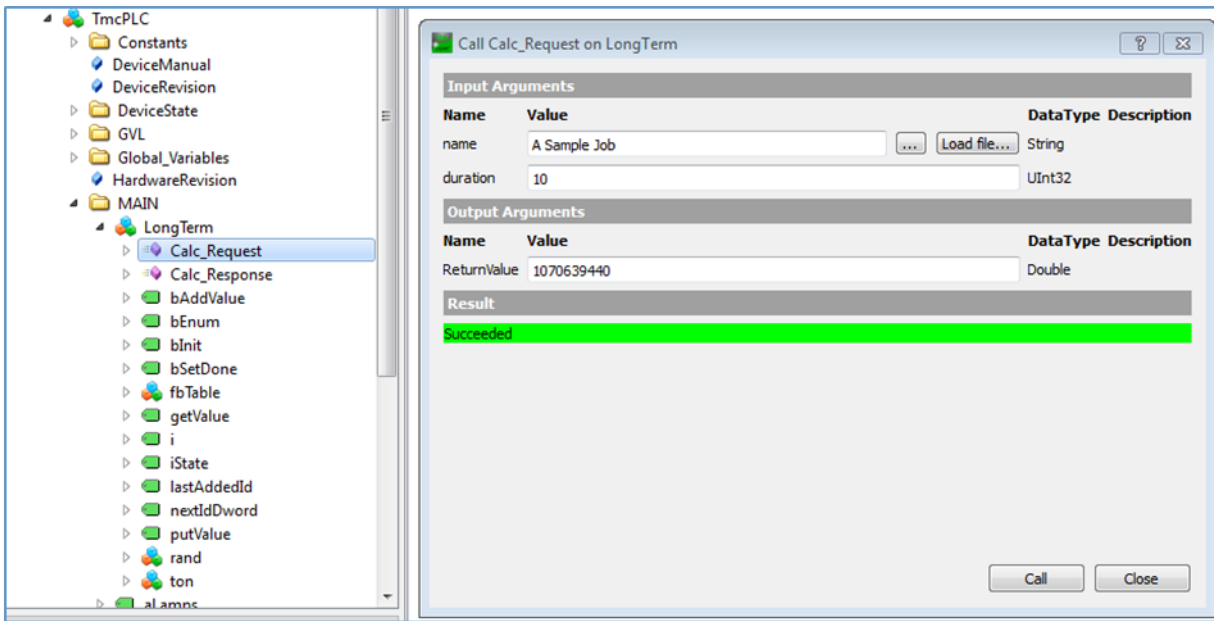 TmcPLC
Constants
DeviceManual
DeviceRevision
DeviceState
GVL
Global_Variables
HardwareRevision
MAIN
LongTerm
Calc_Request
Calc_Response
bAddValue
bEnum
bInit
bSetDone
fbTable
getValue
i
iState
lastAddedId
nextIdDword
putValue
rand
ton
aLamps
Call Calc_Request on LongTerm
Input Arguments
Name Value DataType Description
name A Sample Job ... Load file... String
duration 10 UInt32
Output Arguments
Name Value DataType Description
ReturnValue 1070639440 Double
Result
Succeeded
Call Close